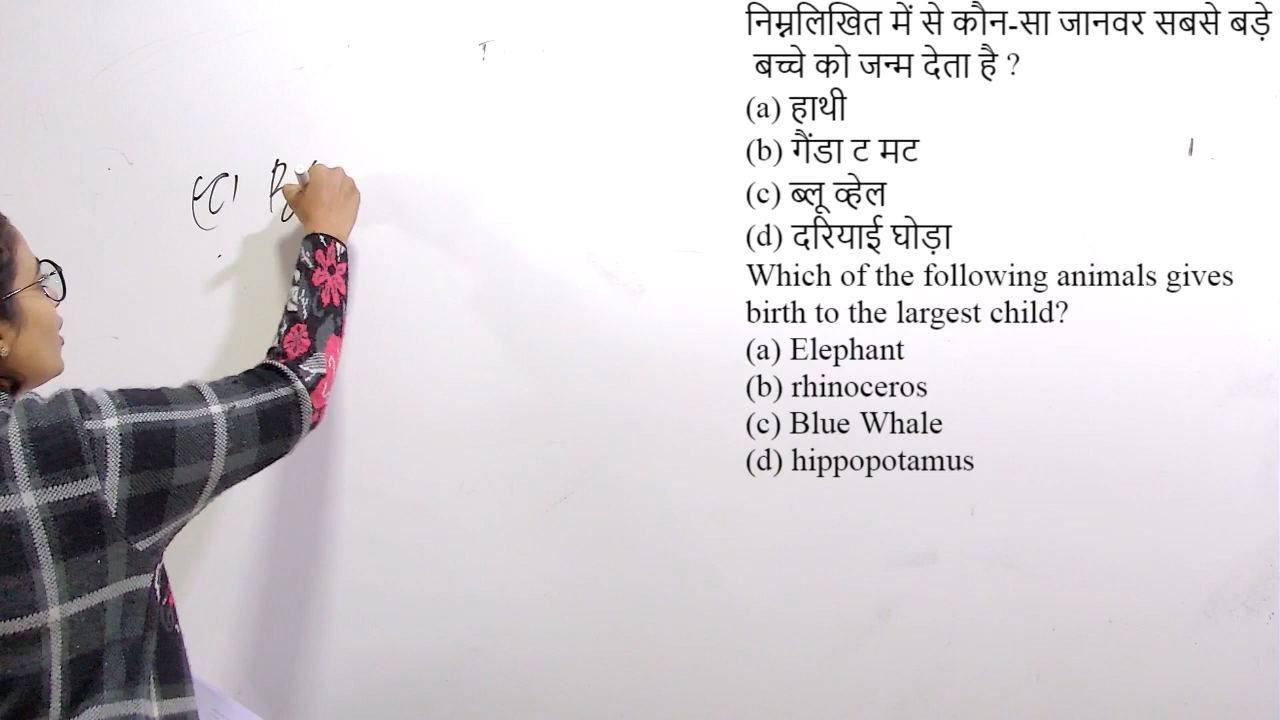 निम्नलिखित में से कौन-सा जानवर सबसे बड़े
बच्चे को जन्म देता है ?
(a) हाथी
(b) गैंडा ट मट
(c) ब्लू व्हेल
(d) दरियाई घोड़ा
Which of the following animals gives
birth to the largest child?
(a) Elephant
(b) rhinoceros
(c) Blue Whale
(d) hippopotamus